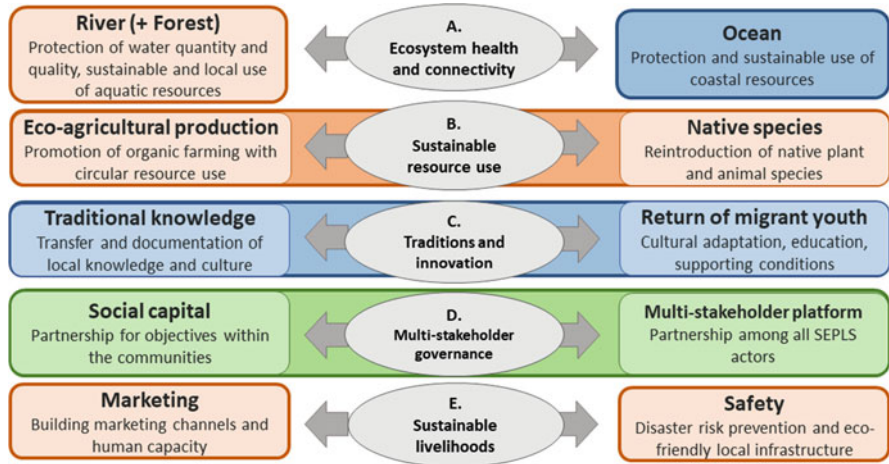 River (+ Forest)
Protection of water quantity and
quality, sustainable and local use
of aquatic resources
A.
Ecosystem health
and connectivity
Ocean
Protection and sustainable use of
coastal resources
Eco-agricultural production
Promotion of organic farming with
circular resource use
B.
Sustainable
resource use
Native species
Reintroduction of native plant
and animal species
Traditional knowledge
Transfer and documentation of
local knowledge and culture
C.
Traditions and
innovation
Return of migrant youth
Cultural adaptation, education,
supporting conditions
Social capital
Partnership for objectives within
the communities
D.
Multi-stakeholder
governance
Multi-stakeholder platform
Partnership among all SEPLS
actors
Marketing
Building marketing channels and
human capacity
E.
Sustainable
livelihoods
Safety
Disaster risk prevention and eco-
friendly local infrastructure